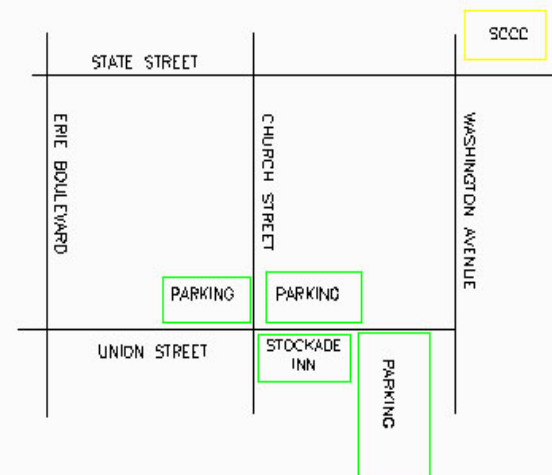 SCCC
STATE STREET
ERIE BOULEVARD
CHURCH STREET
WASHINGTON AVENUE
PARKING
PARKING
UNION STREET
STOCKADE
INN
PARKING